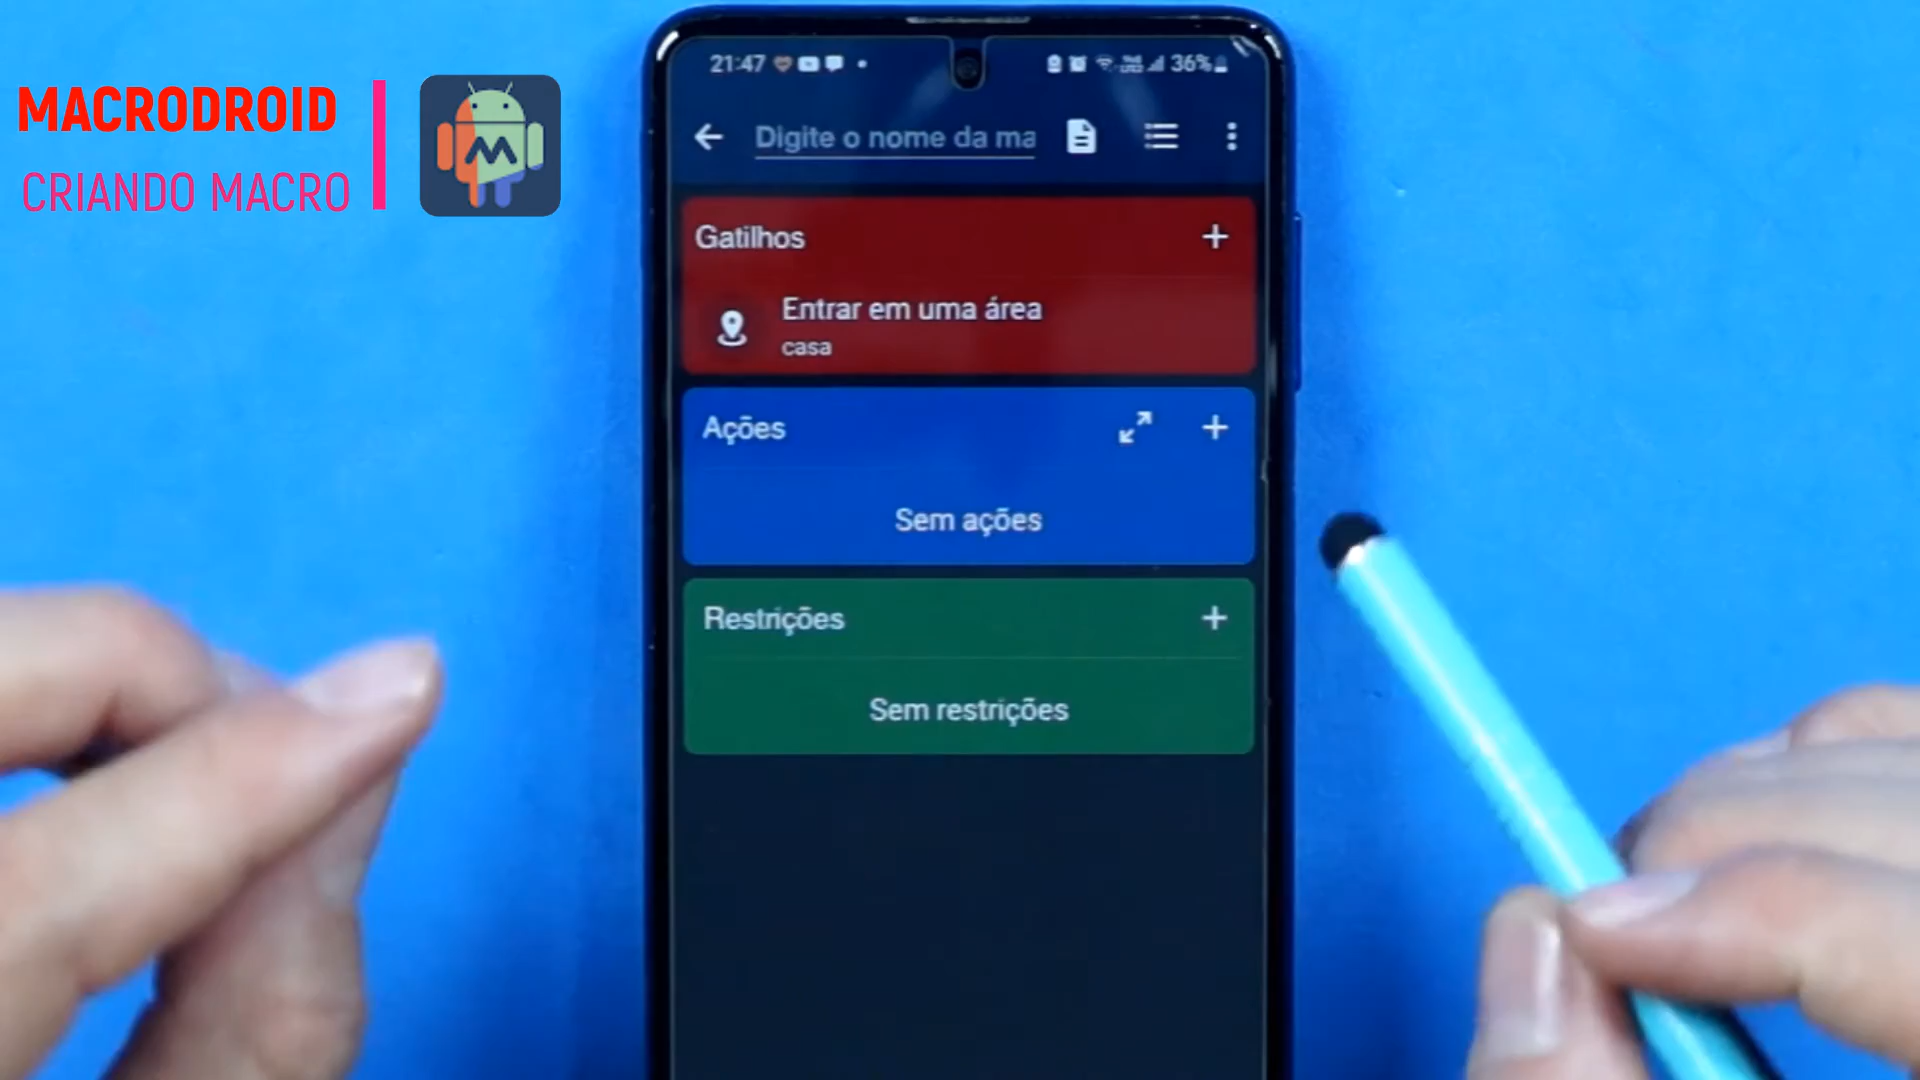 MACRODROID
CRIANDO MACRO
21:47
36%
Digite o nome da ma
Gatilhos
Entrar em uma área
casa
Ações
Sem ações
Restrições
Sem restrições